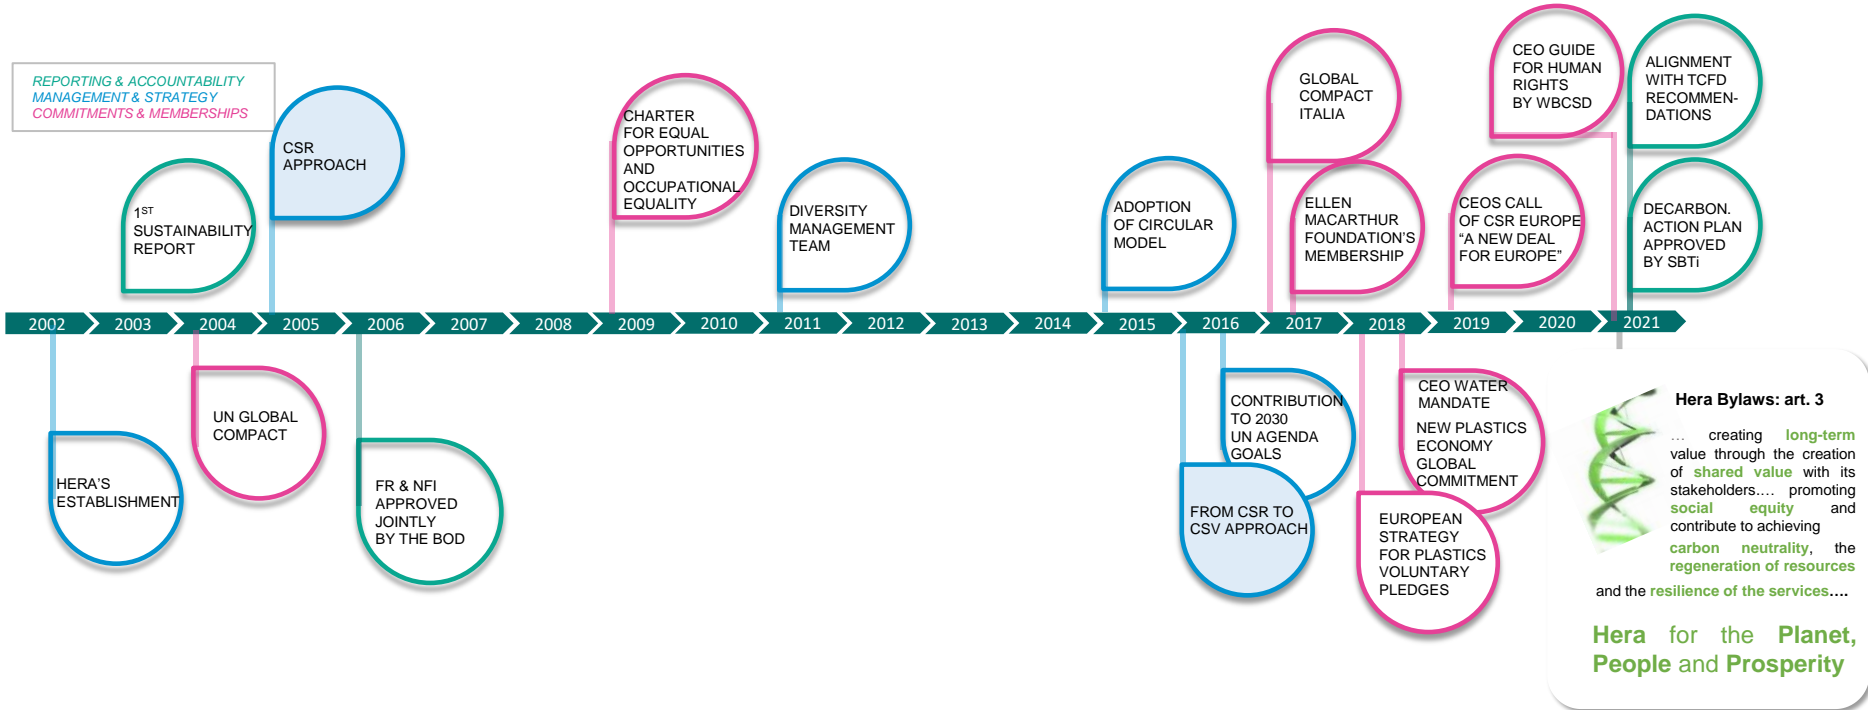 REPORTING & ACCOUNTABILITY
MANAGEMENT & STRATEGY
COMMITMENTS & MEMBERSHIPS
1ST
SUSTAINABILITY
REPORT
CSR
APPROACH
CHARTER
FOR EQUAL
OPPORTUNITIES
AND
OCCUPATIONAL
EQUALITY
DIVERSITY
MANAGEMENT
TEAM
ADOPTION
OF CIRCULAR
MODEL
GLOBAL
COMPACT
ITALIA
ELLEN
MACARTHUR
FOUNDATION'S
MEMBERSHIP
CEOS CALL
OF CSR EUROPE
“A NEW DEAL
FOR EUROPE”
CEO GUIDE
FOR HUMAN
RIGHTS
BY WBCSD
ALIGNMENT
WITH TCFD
RECOMMEN-
DATIONS
DECARBON.
ACTION PLAN
APPROVED
BY SBTi
2002 2003 2004 2005 2006 2007 2008 2009 2010 2011 2012 2013 2014 2015 2016 2017 2018 2019 2020 2021
HERA'S
ESTABLISHMENT
UN GLOBAL
COMPACT
FR & NFI
APPROVED
JOINTLY
BY THE BOD
CONTRIBUTION
TO 2030
UN AGENDA
GOALS
FROM CSR TO
CSV APPROACH
CEO WATER
MANDATE
NEW PLASTICS
ECONOMY
GLOBAL
COMMITMENT
EUROPEAN
STRATEGY
FOR PLASTICS
VOLUNTARY
PLEDGES
Hera Bylaws: art. 3
… creating long-term
value through the creation
of shared value with its
stakeholders.... promoting
social equity and
contribute to achieving
carbon neutrality, the
regeneration of resources
and the resilience of the services....
Hera for the Planet,
People and Prosperity